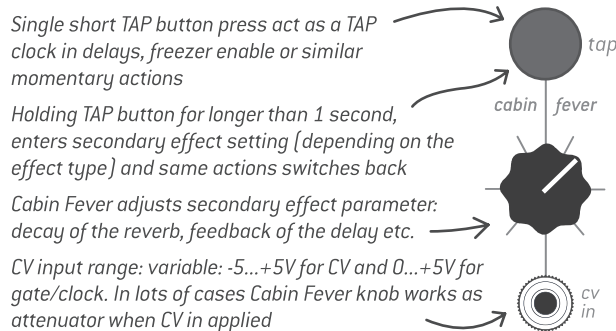 Single short TAP button press act as a TAP
clock in delays, freezer enable or similar
momentary actions
tap
Holding TAP button for longer than 1 second,
enters secondary effect setting (depending on the
effect type) and same actions switches back
cabin fever
Cabin Fever adjusts secondary effect parameter:
decay of the reverb, feedback of the delay etc.
CV input range: variable: -5...+5V for CV and 0...+5V for
gate/clock. In lots of cases Cabin Fever knob works as
attenuator when CV in applied
cv
in